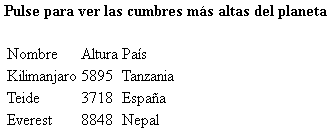 Pulse para ver las cumbres más altas del planeta
Nombre Altura País
Kilimanjaro 5895 Tanzania
Teide 3718 España
Everest 8848 Nepal